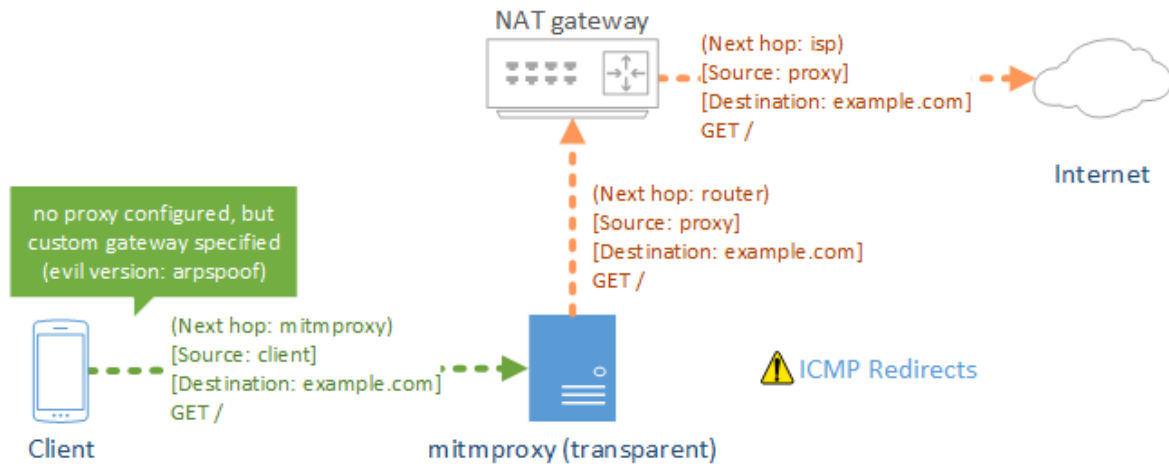 NAT gateway
(Next hop: isp)
[Source: proxy]
[Destination: example.com]
GET /
Internet
(Next hop: router)
[Source: proxy]
[Destination: example.com]
GET /
no proxy configured, but
custom gateway specified
(evil version: arpspoof)
(Next hop: mitmproxy)
[Source: client]
[Destination: example.com]
GET /
Client
mitmproxy (transparent)
ICMP Redirects